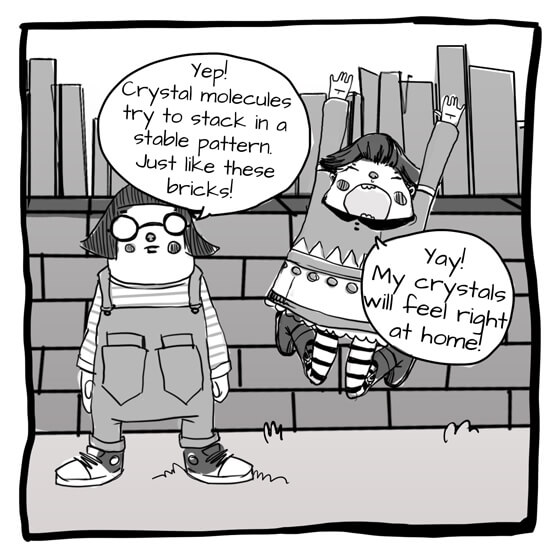 Yep!
Crystal molecules
try to stack in a
stable pattern.
Just like these
bricks!
Yay!
My crystals
will feel right
at home!